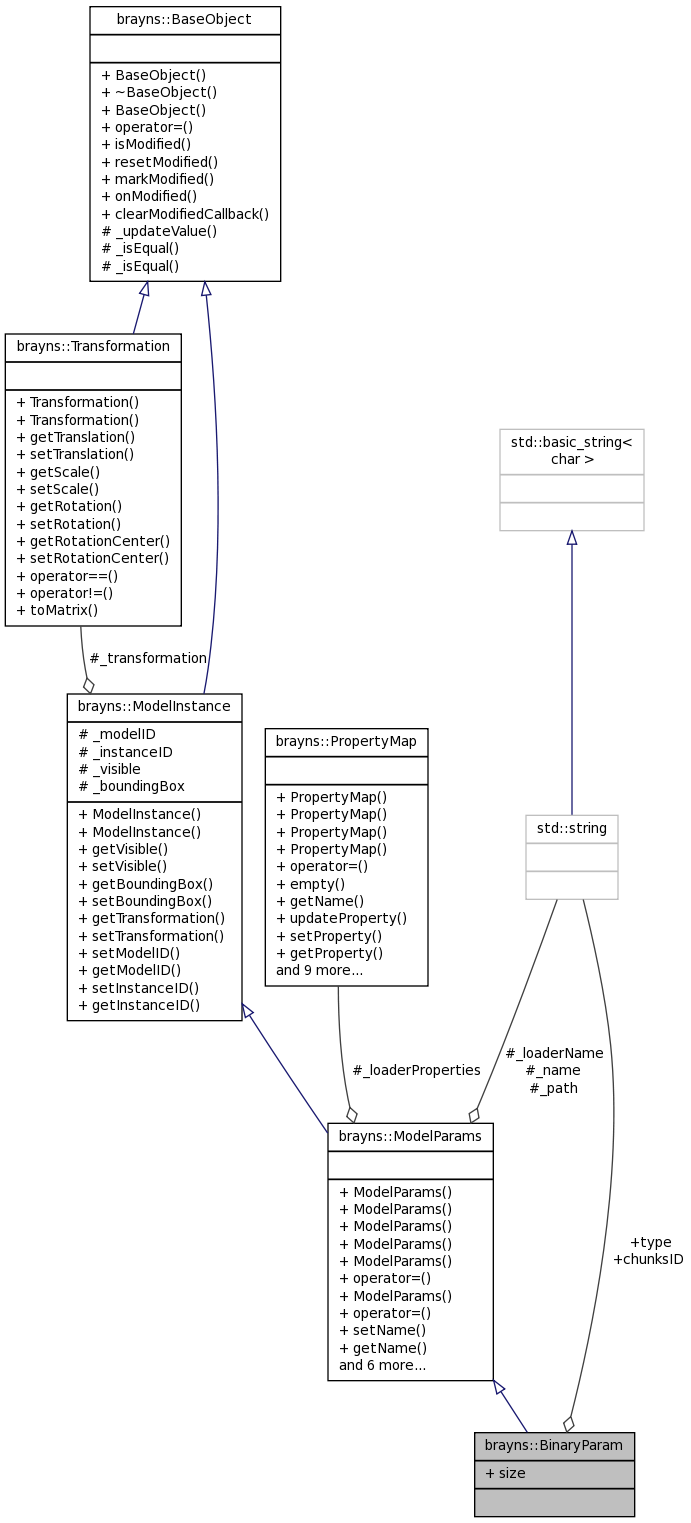 brayns::BaseObject
+ BaseObject()
+ ~BaseObject()
+ BaseObject()
+ operator=()
+ isModified()
+ resetModified()
+ markModified()
+ onModified()
+ clearModifiedCallback()
# _updateValue()
# _isEqual()
# _isEqual()
brayns::Transformation
+ Transformation()
+ Transformation()
+ getTranslation()
+ setTranslation()
+ getScale()
+ setScale()
+ getRotation()
+ setRotation()
+ getRotationCenter()
+ setRotationCenter()
+ operator==()
+ operator!=()
+ toMatrix()
std::basic_string<
char >
#_transformation
brayns::ModelInstance
# _modelID
# _instanceID
# _visible
# _boundingBox
+ ModelInstance()
+ ModelInstance()
+ getVisible()
+ setVisible()
+ getBoundingBox()
+ setBoundingBox()
+ getTransformation()
+ setTransformation()
+ setModelID()
+ getModelID()
+ setInstanceID()
+ getInstanceID()
brayns::PropertyMap
+ PropertyMap()
+ PropertyMap()
+ PropertyMap()
+ PropertyMap()
+ operator=()
+ empty()
+ getName()
+ updateProperty()
+ setProperty()
+ getProperty()
and 9 more...
std::string
#_loaderProperties
#_loaderName
#_name
#_path
brayns::ModelParams
+ ModelParams()
+ ModelParams()
+ ModelParams()
+ ModelParams()
+ ModelParams()
+ operator=()
+ ModelParams()
+ operator=()
+ setName()
+ getName()
and 6 more...
+type
+chunksID
brayns::BinaryParam
+ size